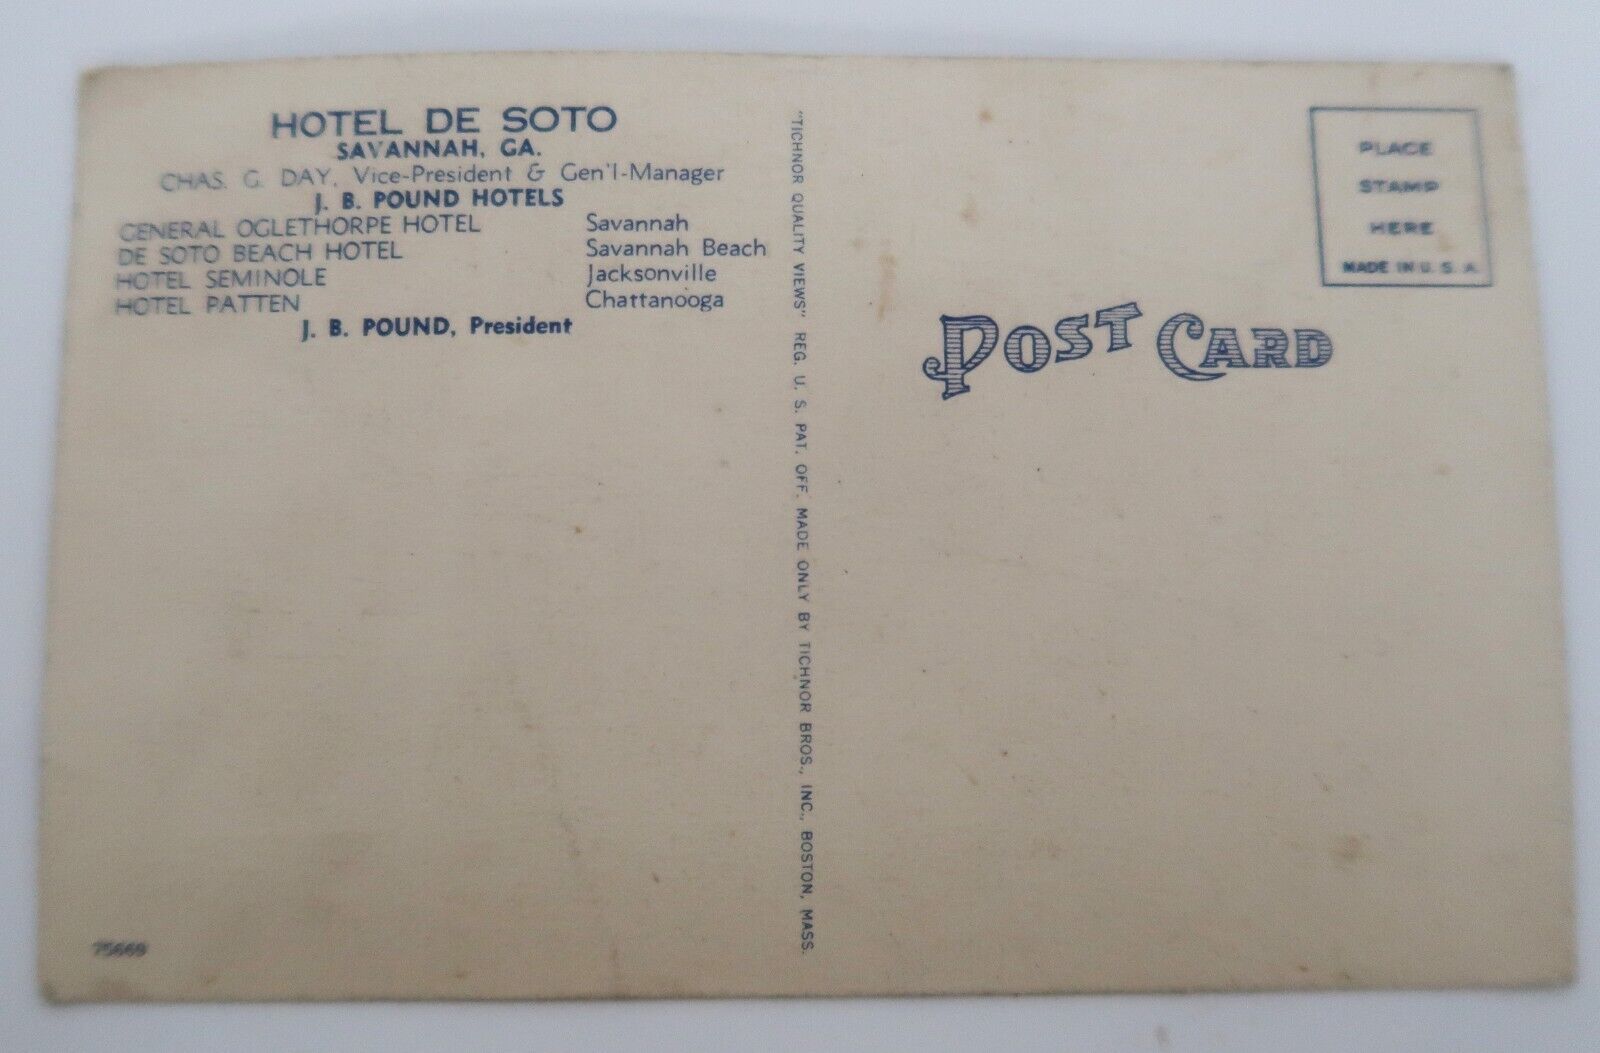 HOTEL DE SOTO
SAVANNAH, GA.
CHAS. G. DAY, Vice-President & Gen'l-Manager
J. B. POUND HOTELS
GENERAL OGLETHORPE HOTEL Savannah
DE SOTO BEACH HOTEL Savannah Beach
HOTEL SEMINOLE Jacksonville
HOTEL PATTEN Chattanooga
J. B. POUND, President
75669
"TICHNOR QUALITY VIEWS" REG. U. S. PAT. OFF. MADE ONLY BY TICHNOR BROS., INC., BOSTON, MASS.
POST CARD
PLACE
STAMP
HERE
MADE IN U. S. A.